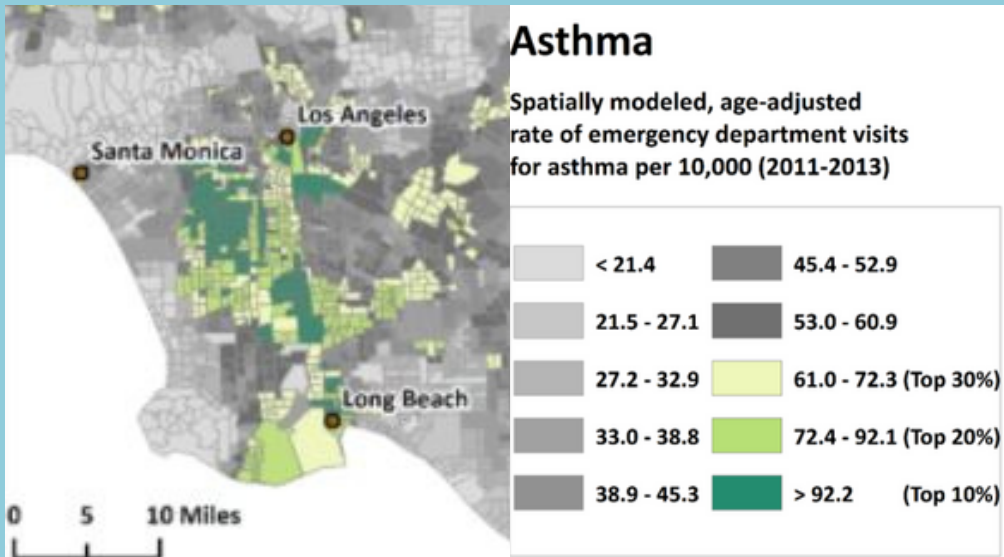 Los Angeles
Santa Monica
Long Beach
0 5 10 Miles
Asthma
Spatially modeled, age-adjusted
rate of emergency department visits
for asthma per 10,000 (2011-2013)
< 21.4
21.5 - 27.1
27.2 - 32.9
33.0 - 38.8
38.9 - 45.3
45.4 - 52.9
53.0 - 60.9
61.0 - 72.3 (Top 30%)
72.4 - 92.1 (Top 20%)
> 92.2 (Top 10%)